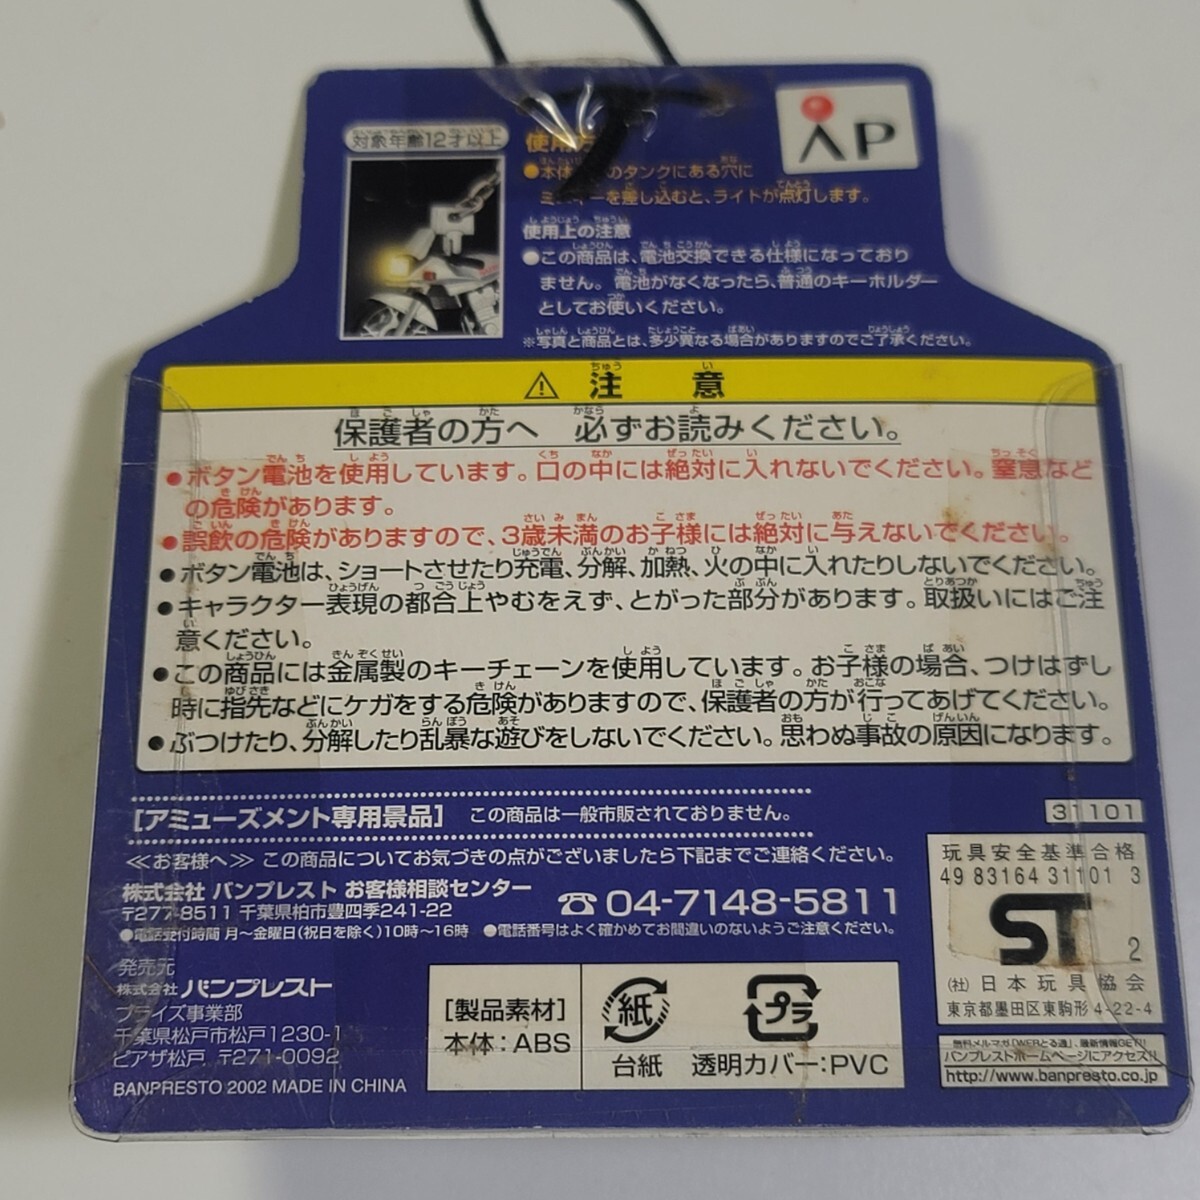 AP
対象年齢12才以上
使用方
●本体 のタンクにある穴に
ミ キーを差し込むと、ライトが点灯します。
使用上の注意
●この商品は、電池交換できる仕様になっており
ません。電池がなくなったら、普通のキーホルダー
としてお使いください。
※写真と商品とは、多少異なる場合がありますのでご了承ください。
⚠ 注意
保護者の方へ 必ずお読みください。
●ボタン電池を使用しています。口の中には絶対に入れないでください。窒息など
の危険があります。
●誤飲の危険がありますので、3歳未満のお子様には絶対に与えないでください。
●ボタン電池は、ショートさせたり充電、分解、加熱、火の中に入れたりしないでください。
●キャラクター表現の都合上やむをえず、とがった部分があります。取扱いにはご注
意ください。
●この商品には金属製のキーチェーンを使用しています。お子様の場合、つけはずし
時に指先などにケガをする危険がありますので、保護者の方が行ってあげてください。
●ぶつけたり、分解したり乱暴な遊びをしないでください。思わぬ事故の原因になります。
[アミューズメント専用景品] この商品は一般市販されておりません。
31101
≪お客様へ≫ この商品についてお気づきの点がございましたら下記までご連絡ください。
株式会社 バンプレスト お客様相談センター
〒277-8511 千葉県柏市豊四季241-22
☎04-7148-5811
●電話受付時間 月〜金曜日(祝日を除く)10時〜16時 ●電話番号はよく確かめてお間違いのないようご注意ください。
玩具安全基準合格
49 83164 31101 3
ST
2
(社) 日本玩具協会
東京都墨田区東駒形4-22-4
発売元
株式会社 バンプレスト
プライズ事業部
千葉県松戸市松戸1230-1
ピアザ松戸. 〒271-0092
BANPRESTO 2002 MADE IN CHINA
[製品素材]
本体:ABS
紙
台紙
プラ
透明カバー:PVC
無料メルマガ「WEBとる通」、最新情報GET!!
バンプレストホームページにアクセス!!
http://www.banpresto.co.jp